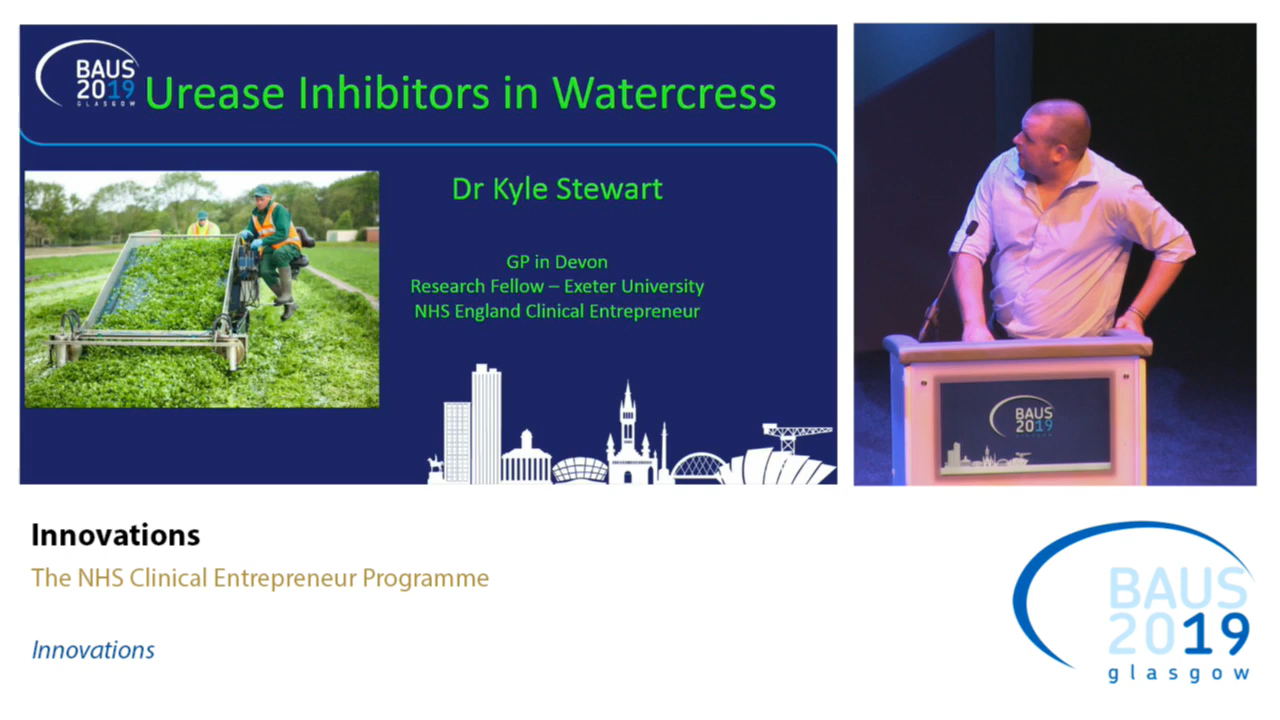 BAUS
2019
GLASGOW
Urease Inhibitors in Watercress
Dr Kyle Stewart
GP in Devon
Research Fellow – Exeter University
NHS England Clinical Entrepreneur
BAUS
2019
Innovations
The NHS Clinical Entrepreneur Programme
Innovations
BAUS
2019
glasgow